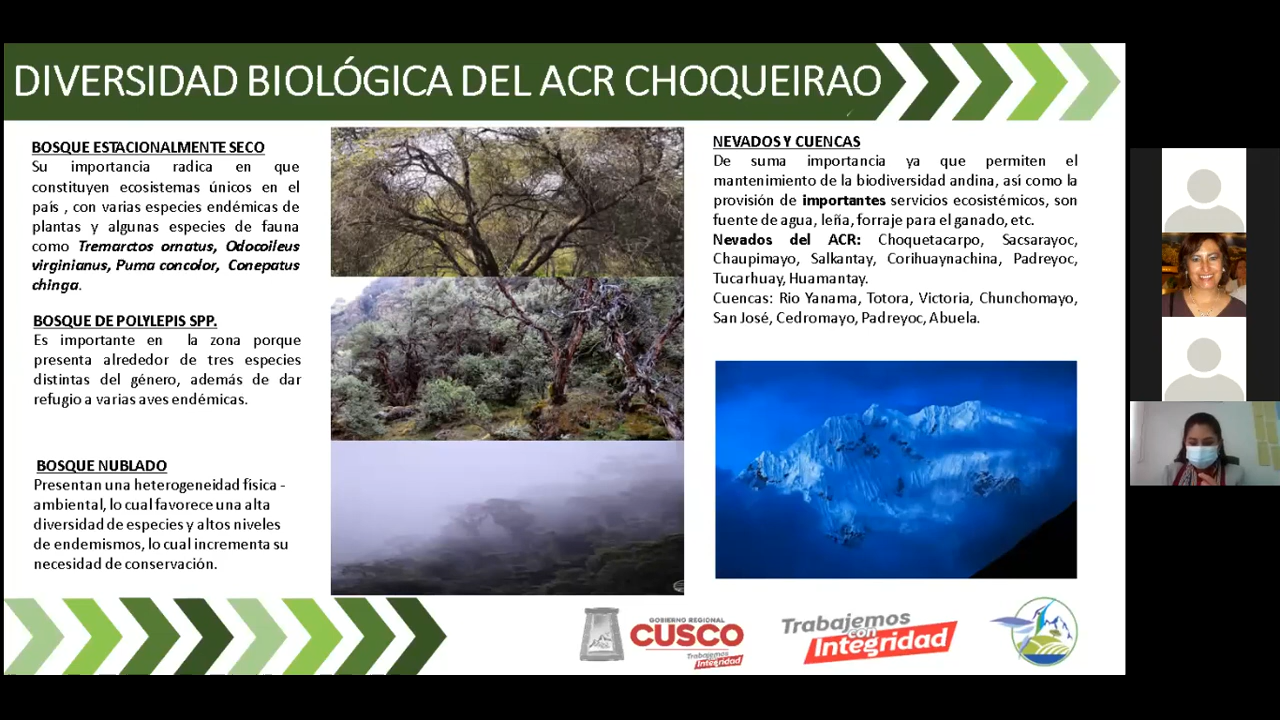 DIVERSIDAD BIOLÓGICA DEL ACR CHOQUEIRAO
BOSQUE ESTACIONALMENTE SECO
Su importancia radica en que
constituyen ecosistemas únicos en el
país , con varias especies endémicas de
plantas y algunas especies de fauna
como Tremarctos ornatus, Odocoileus
virginianus, Puma concolor, Conepatus
chinga.
BOSQUE DE POLYLEPIS SPP.
Es importante en la zona porque
presenta alrededor de tres especies
distintas del género, además de dar
refugio a varias aves endémicas.
BOSQUE NUBLADO
Presentan una heterogeneidad física -
ambiental, lo cual favorece una alta
diversidad de especies y altos niveles
de endemismos, lo cual incrementa su
necesidad de conservación.
NEVADOS Y CUENCAS
De suma importancia ya que permiten el
mantenimiento de la biodiversidad andina, así como la
provisión de importantes servicios ecosistémicos, son
fuente de agua, leña, forraje para el ganado, etc.
Nevados del ACR: Choquetacarpo, Sacsarayoc,
Chaupimayo, Salkantay, Corihuaynachina, Padreyoc,
Tucarhuay, Huamantay.
Cuencas: Rio Yanama, Totora, Victoria, Chunchomayo,
San José, Cedromayo, Padreyoc, Abuela.
GOBIERNO REGIONAL
CUSCO
Trabajemos
con
Integridad
Trabajemos
con
Integridad